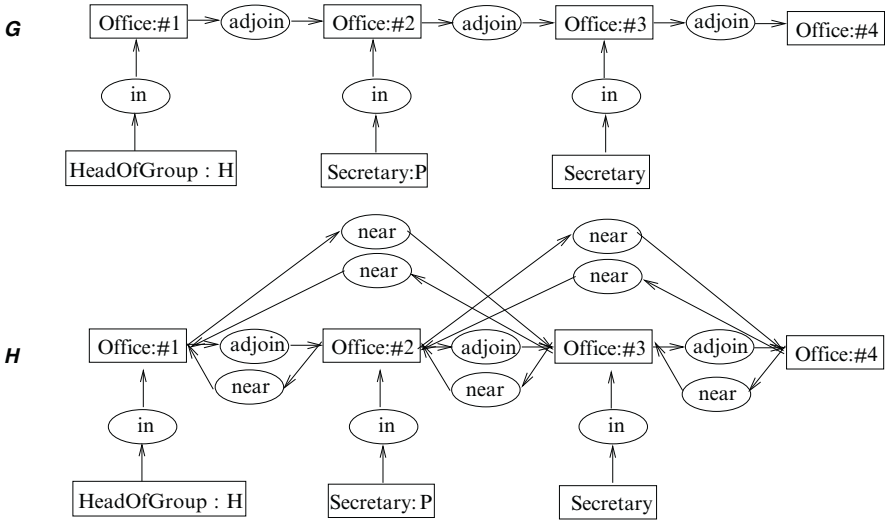 G Office:#1 adjoin Office:#2 adjoin Office:#3 adjoin Office:#4
in in in
HeadOfGroup : H Secretary:P Secretary
near near
near near
H Office:#1 adjoin Office:#2 adjoin Office:#3 adjoin Office:#4
near near near
in in in
HeadOfGroup : H Secretary: P Secretary